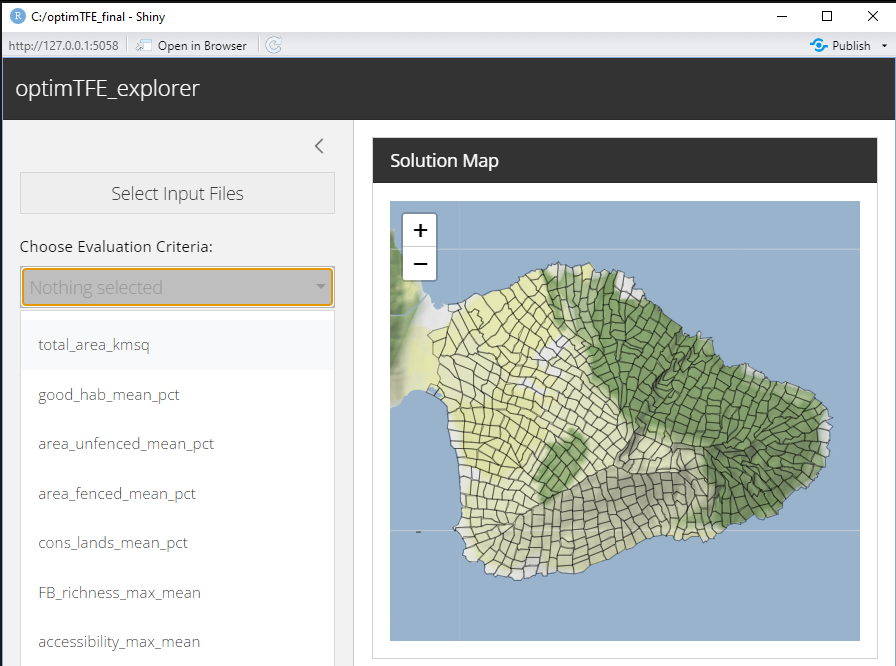 R C:/optimTFE_final - Shiny
http://127.0.0.1:5058 Open in Browser Publish
optimTFE_explorer
Select Input Files
Choose Evaluation Criteria:
Nothing selected
total_area_kmsq
good_hab_mean_pct
area_unfenced_mean_pct
area_fenced_mean_pct
cons_lands_mean_pct
FB_richness_max_mean
accessibility_max_mean
Solution Map
+
−